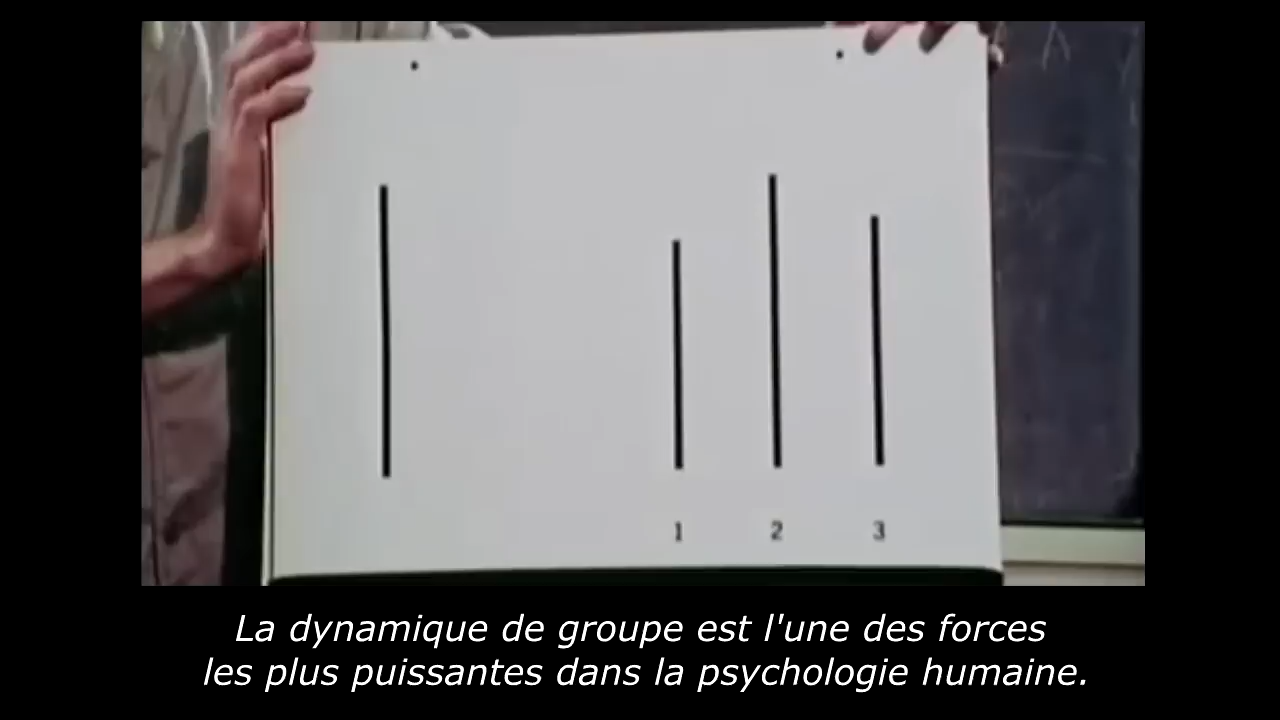 1 2 3
La dynamique de groupe est l'une des forces
les plus puissantes dans la psychologie humaine.